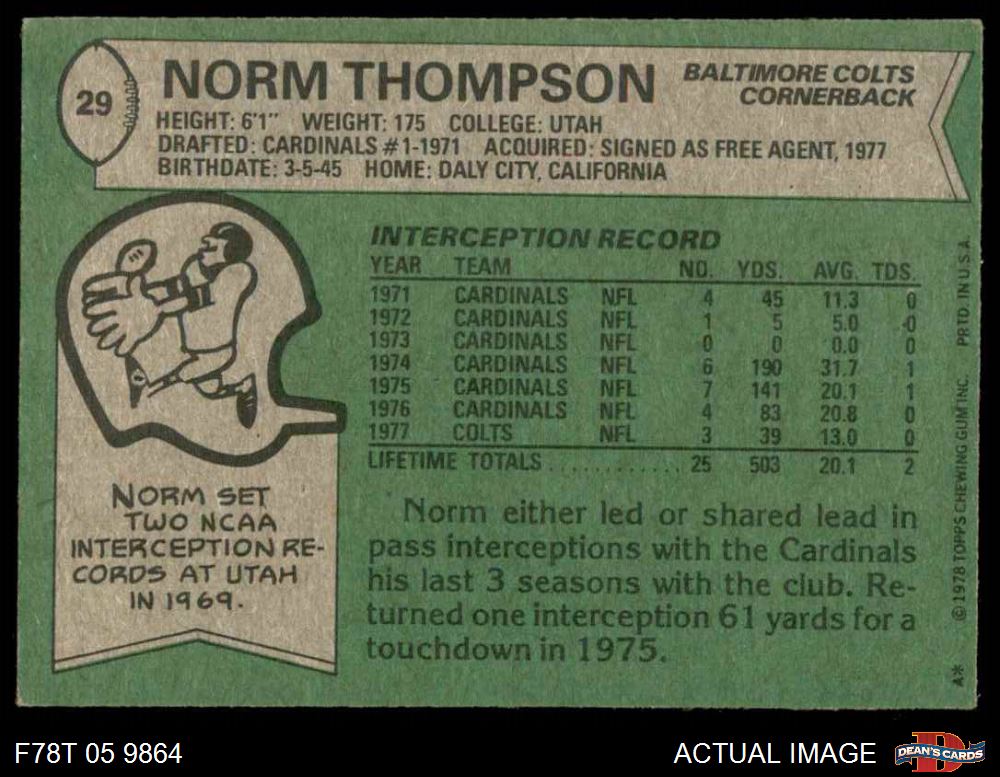 29
NORM THOMPSON
BALTIMORE COLTS
CORNERBACK
HEIGHT: 6'1" WEIGHT: 175 COLLEGE: UTAH
DRAFTED: CARDINALS #1-1971 ACQUIRED: SIGNED AS FREE AGENT, 1977
BIRTHDATE: 3-5-45 HOME: DALY CITY, CALIFORNIA
INTERCEPTION RECORD
YEAR TEAM NO. YDS. AVG. TDS.
1971 CARDINALS NFL 4 45 11.3 0
1972 CARDINALS NFL 1 5 5.0 0
1973 CARDINALS NFL 0 0 0.0 0
1974 CARDINALS NFL 6 190 31.7 1
1975 CARDINALS NFL 7 141 20.1 1
1976 CARDINALS NFL 4 83 20.8 0
1977 COLTS NFL 3 39 13.0 0
LIFETIME TOTALS ............ 25 503 20.1 2
NORM SET
TWO NCAA
INTERCEPTION RE-
CORDS AT UTAH
IN 1969.
Norm either led or shared lead in
pass interceptions with the Cardinals
his last 3 seasons with the club. Re-
turned one interception 61 yards for a
touchdown in 1975.
A* © 1978 TOPPS CHEWING GUM INC. PRTD. IN U.S.A.
F78T 05 9864
ACTUAL IMAGE
D
DEAN'S CARDS